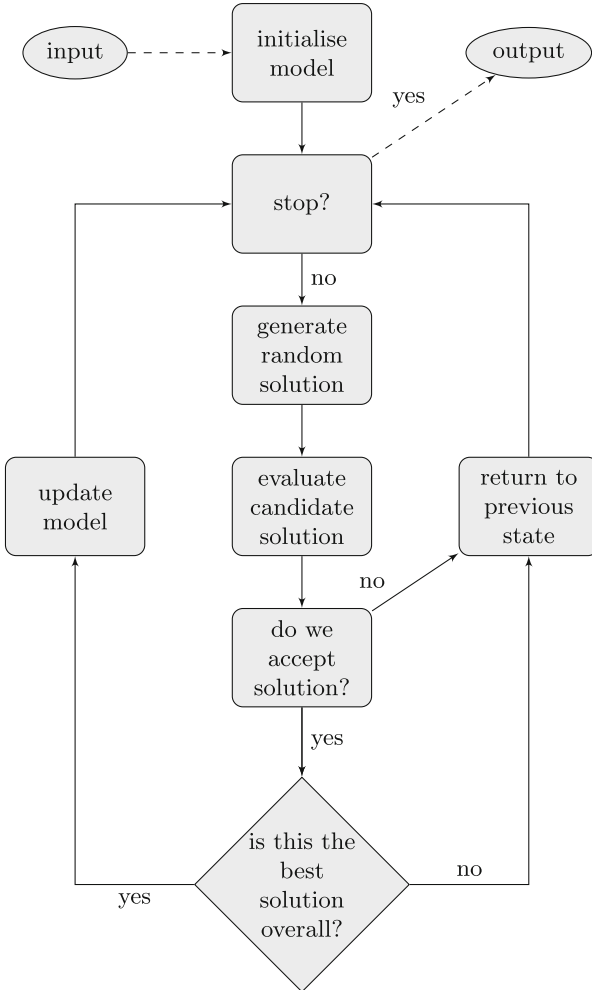 input
initialise
model
output
yes
stop?
no
generate
random
solution
update
model
evaluate
candidate
solution
return to
previous
state
no
do we
accept
solution?
yes
is this the
best
solution
overall?
yes
no